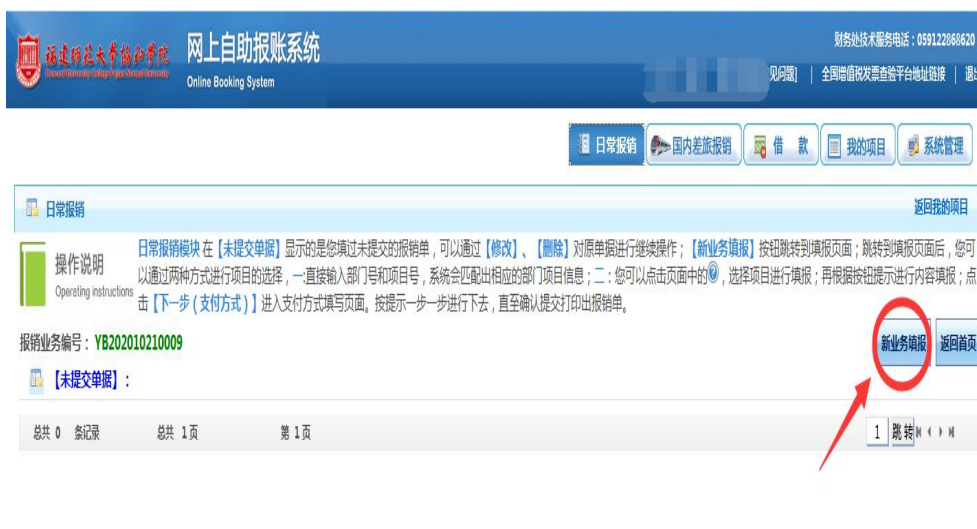 福建师范大学协和学院
网上自助报账系统
Online Booking System
财务处技术服务电话：059122868620
见问题] | 全国增值税发票查验平台地址链接 | 退出
日常报销
国内差旅报销
借 款
我的项目
系统管理
日常报销
返回我的项目
操作说明
Operating instructions
日常报销模块 在【未提交单据】显示的是您填过未提交的报销单，可以通过【修改】、【删除】对原单据进行继续操作；【新业务填报】按钮跳转到填报页面；跳转到填报页面后，您可
以通过两种方式进行项目的选择，一:直接输入部门号和项目号，系统会匹配出相应的部门项目信息；二：您可以点击页面中的?，选择项目进行填报；再根据按钮提示进行内容填报；点
击【下一步（支付方式）】进入支付方式填写页面。按提示一步一步进行下去，直至确认提交打印出报销单。
报销业务编号：YB202010210009
新业务填报
返回首页
【未提交单据】：
总共 0 条记录 总共 1页 第 1页
1 跳转